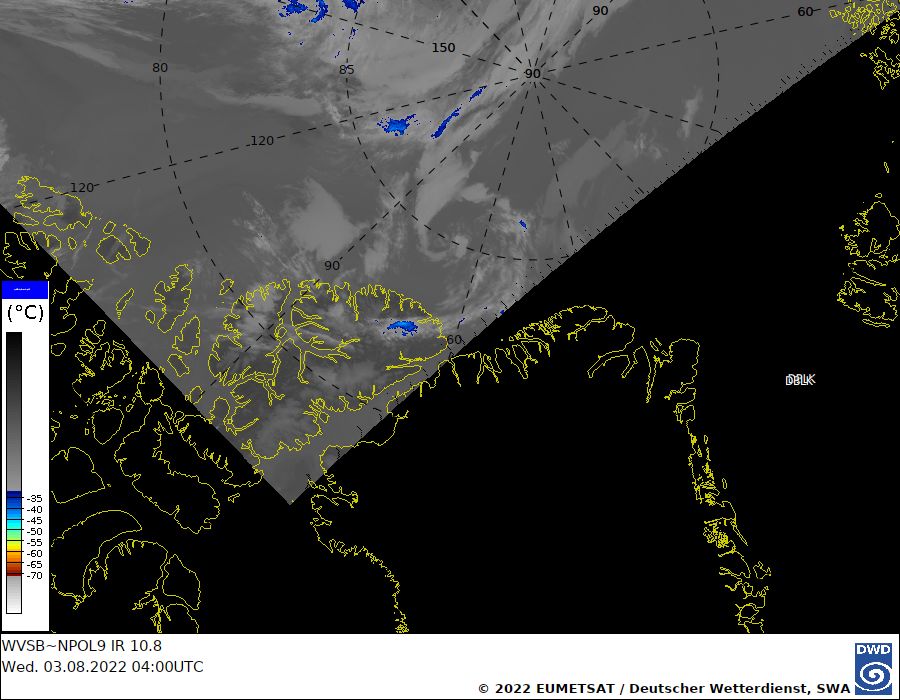 90
60
150
90
80
85
120
120
90
60
DBLK
DBLK
(°C)
-35
-40
-45
-50
-55
-60
-65
-70
WVSB~NPOL9 IR 10.8
Wed. 03.08.2022 04:00UTC
DWD
© 2022 EUMETSAT / Deutscher Wetterdienst, SWA